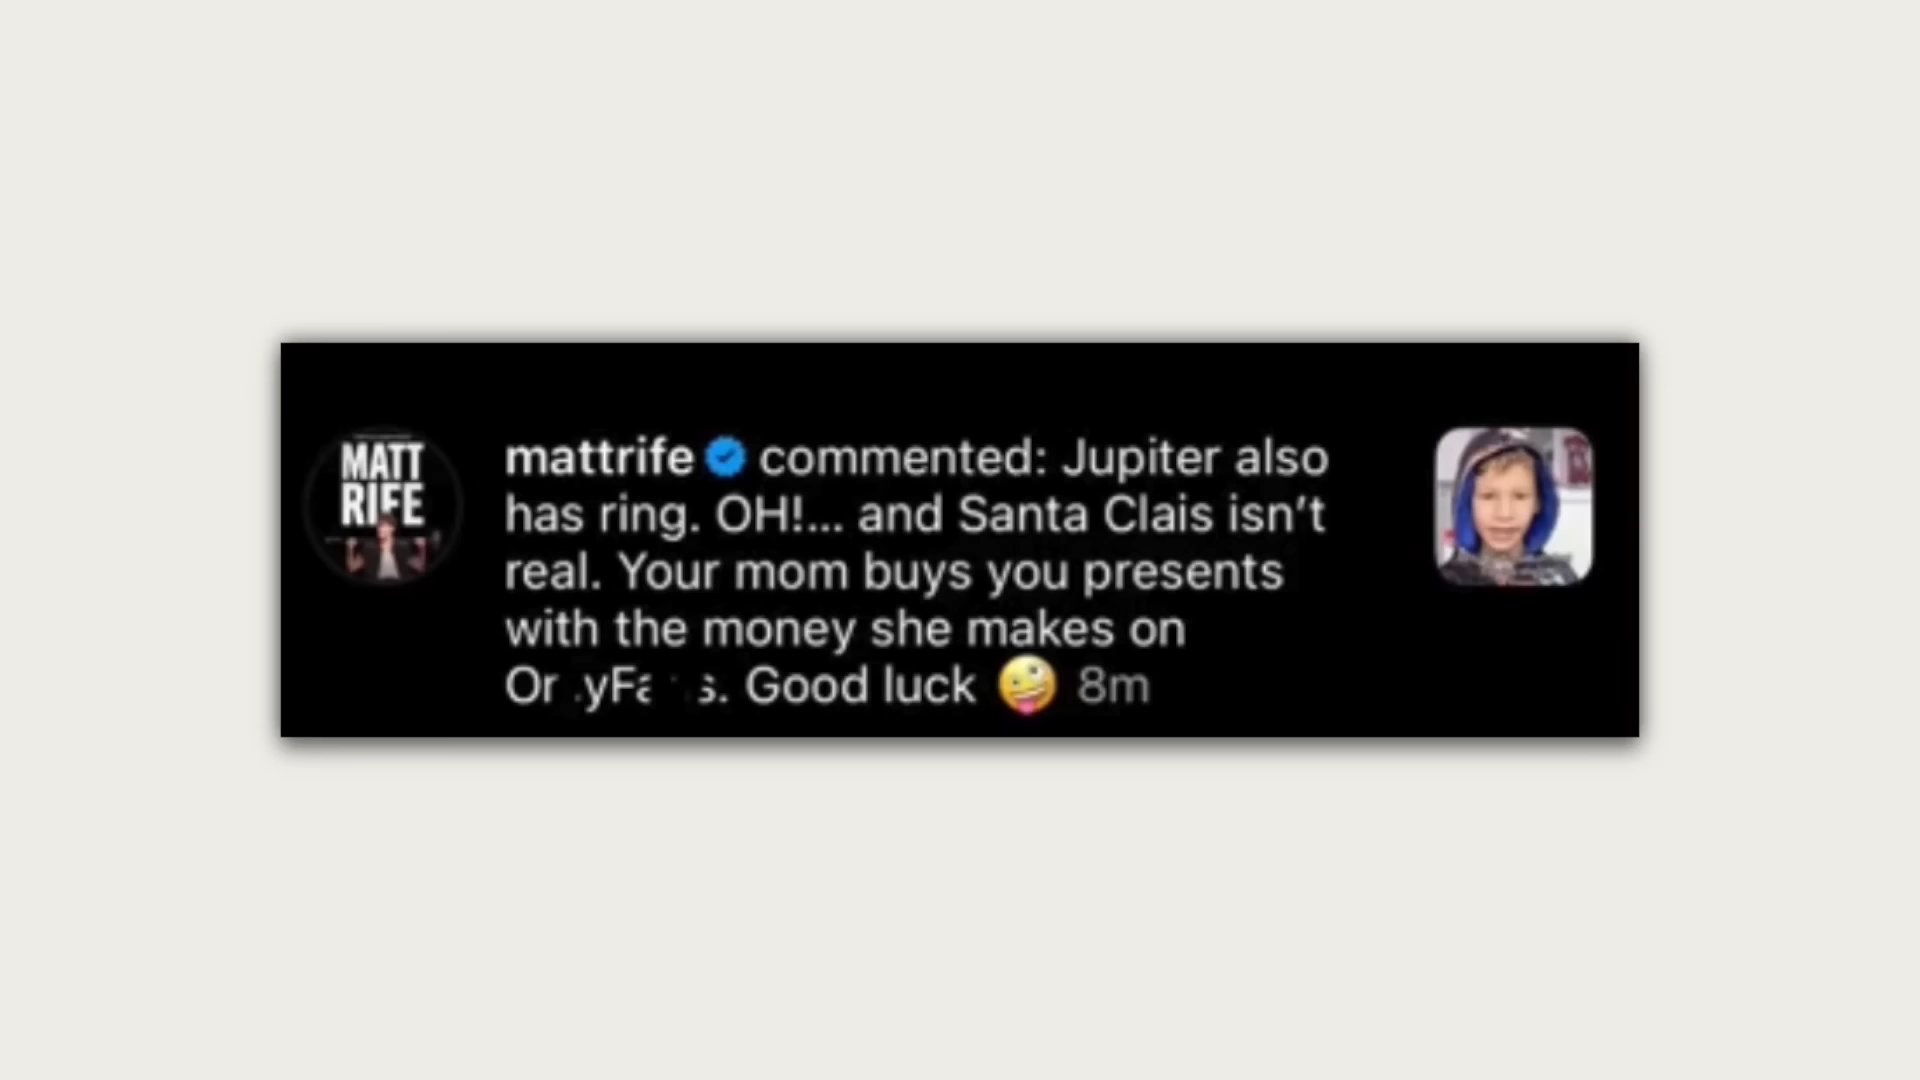 MATT
RIFE
mattrife commented: Jupiter also
has ring. OH!... and Santa Clais isn't
real. Your mom buys you presents
with the money she makes on
Good luck 🤪 8m